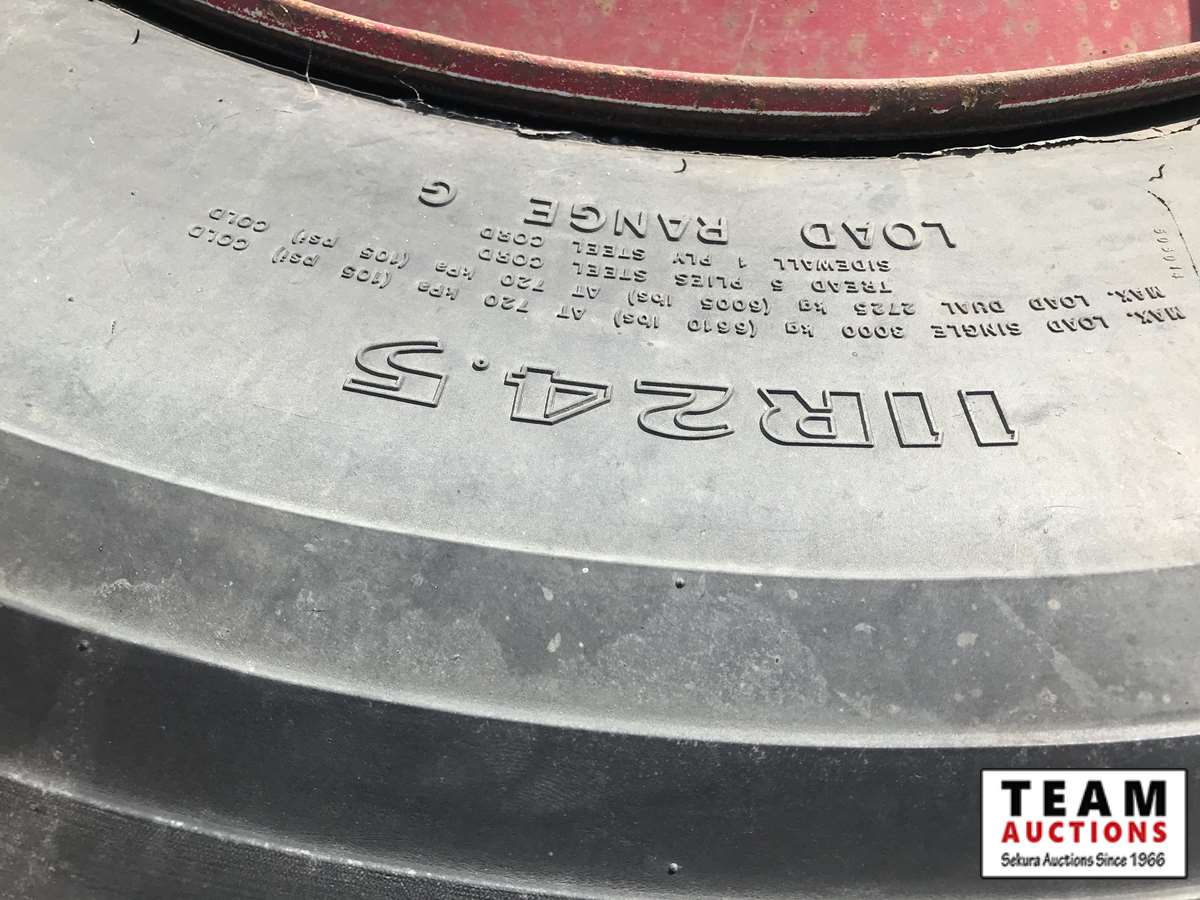 11R24.5
MAX. LOAD SINGLE 3000 kg (6610 lbs) AT 720 kPa (105 psi) COLD
MAX. LOAD DUAL 2725 kg (6005 lbs) AT 720 kPa (105 psi) COLD
TREAD 5 PLIES STEEL CORD
SIDEWALL 1 PLY STEEL CORD
LOAD RANGE G
TEAM
AUCTIONS
Sekura Auctions Since 1966